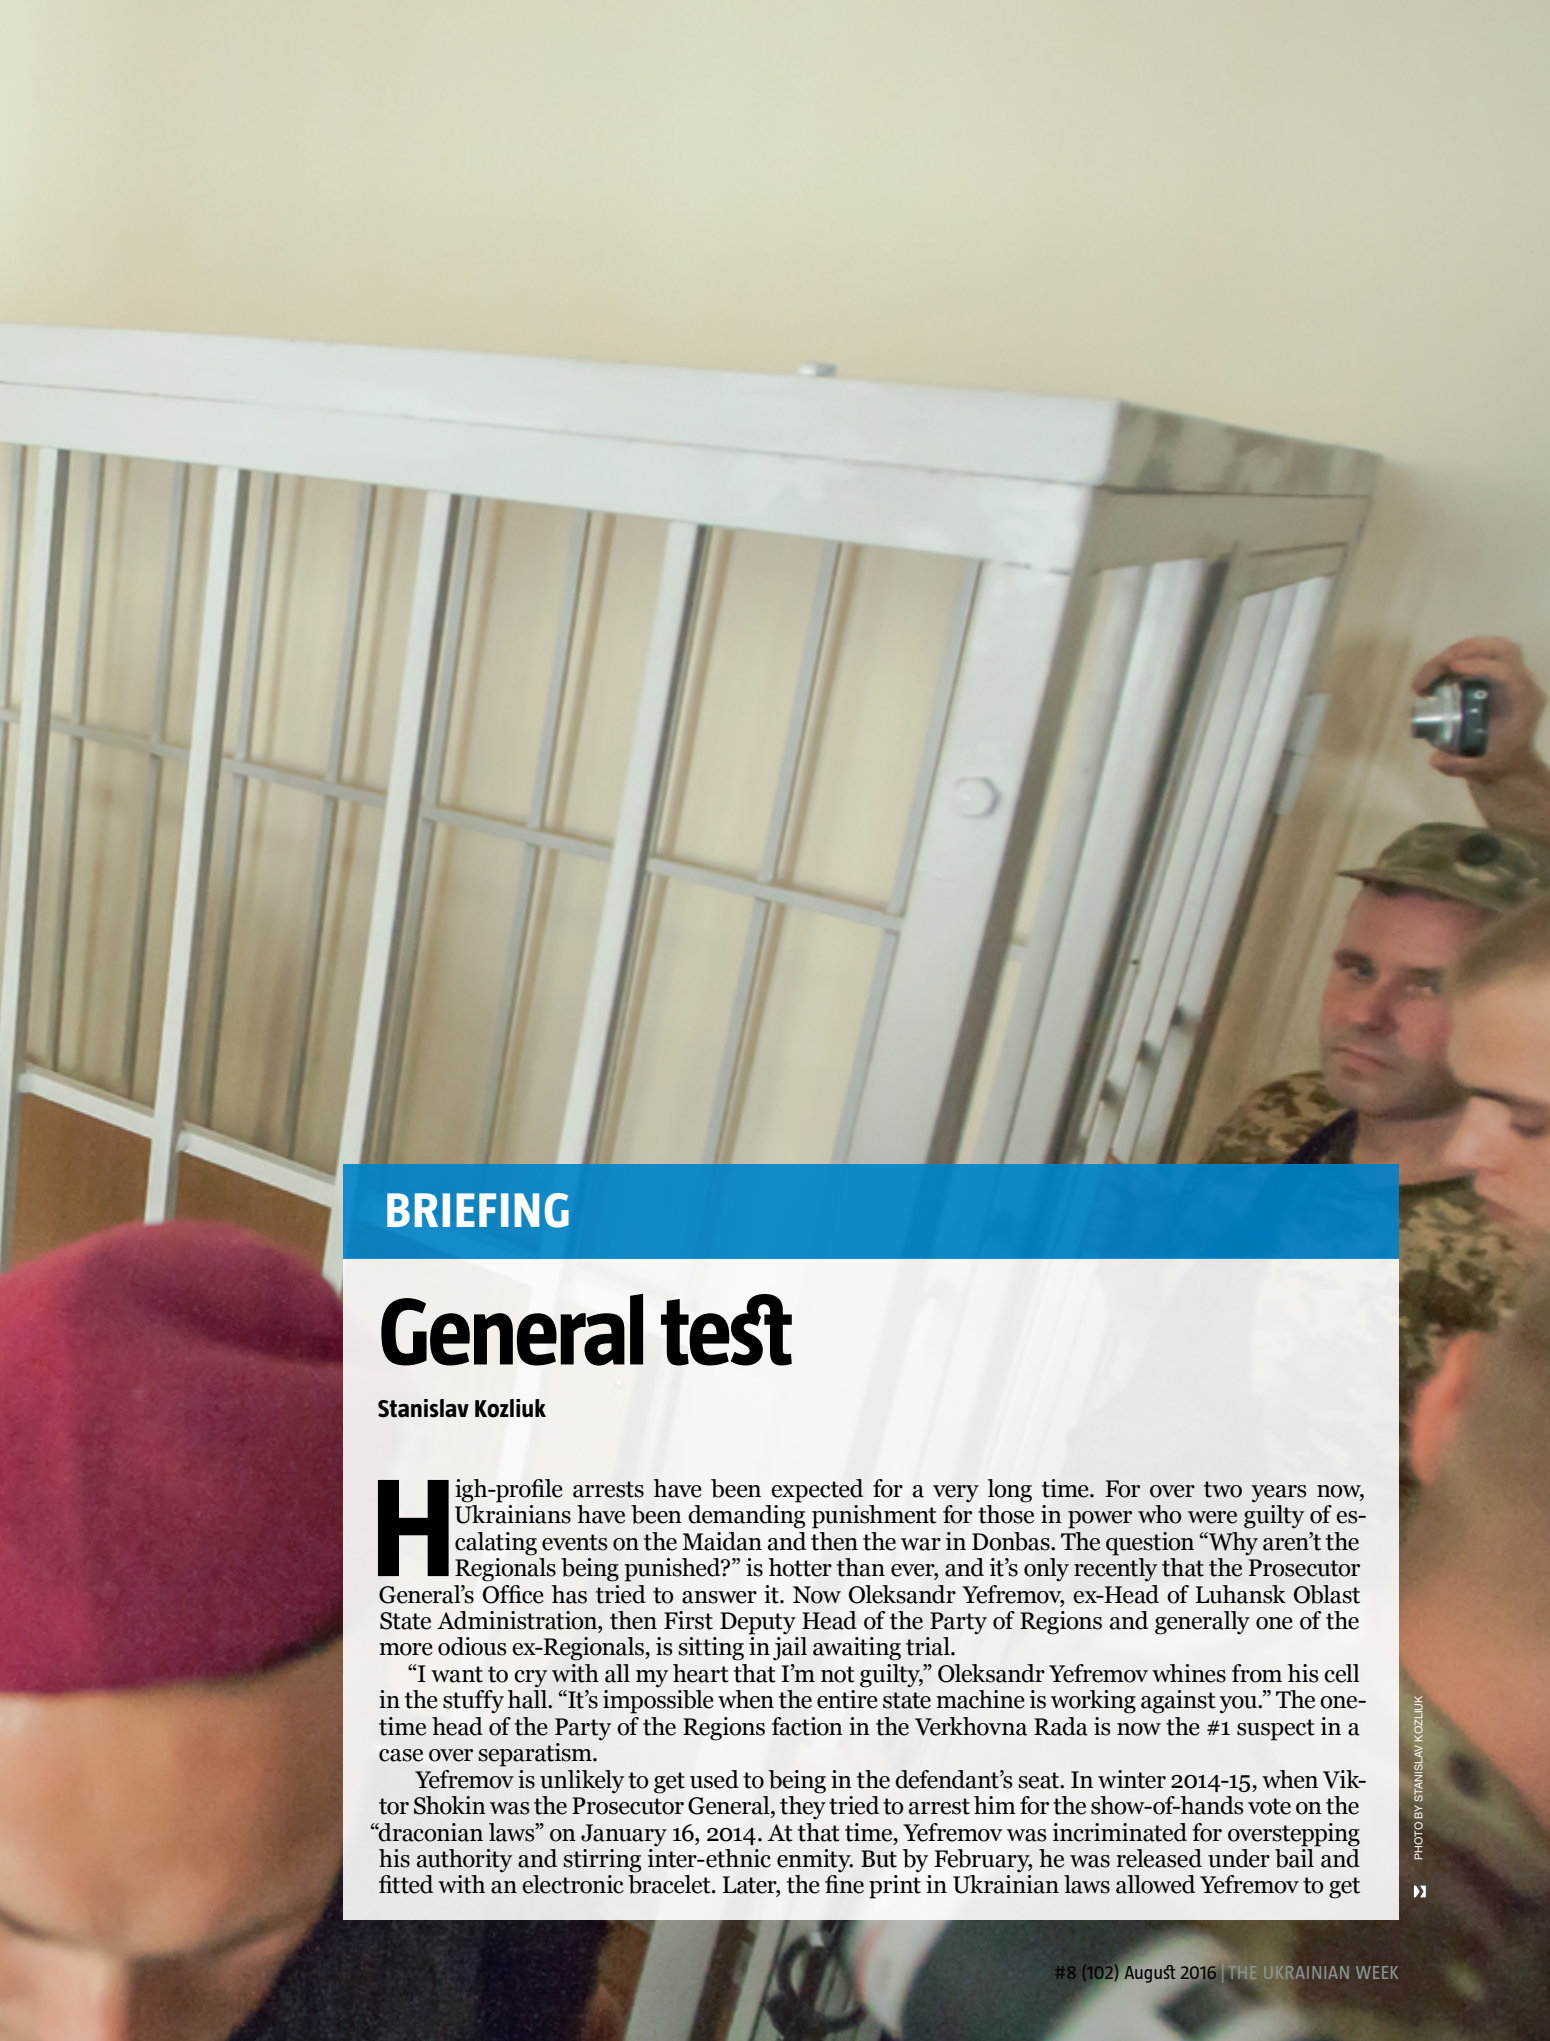 BRIEFING
General test
Stanislav Kozliuk
High-profile arrests have been expected for a very long time. For over two years now,
Ukrainians have been demanding punishment for those in power who were guilty of es-
calating events on the Maidan and then the war in Donbas. The question “Why aren’t the
Regionals being punished?” is hotter than ever, and it’s only recently that the Prosecutor
General’s Office has tried to answer it. Now Oleksandr Yefremov, ex-Head of Luhansk Oblast
State Administration, then First Deputy Head of the Party of Regions and generally one of the
more odious ex-Regionals, is sitting in jail awaiting trial.
“I want to cry with all my heart that I’m not guilty,” Oleksandr Yefremov whines from his cell
in the stuffy hall. “It’s impossible when the entire state machine is working against you.” The one-
time head of the Party of the Regions faction in the Verkhovna Rada is now the #1 suspect in a
case over separatism.
Yefremov is unlikely to get used to being in the defendant’s seat. In winter 2014-15, when Vik-
tor Shokin was the Prosecutor General, they tried to arrest him for the show-of-hands vote on the
“draconian laws” on January 16, 2014. At that time, Yefremov was incriminated for overstepping
his authority and stirring inter-ethnic enmity. But by February, he was released under bail and
fitted with an electronic bracelet. Later, the fine print in Ukrainian laws allowed Yefremov to get
PHOTO BY STANISLAV KOZLIUK
#8 (102) August 2016 | THE UKRAINIAN WEEK